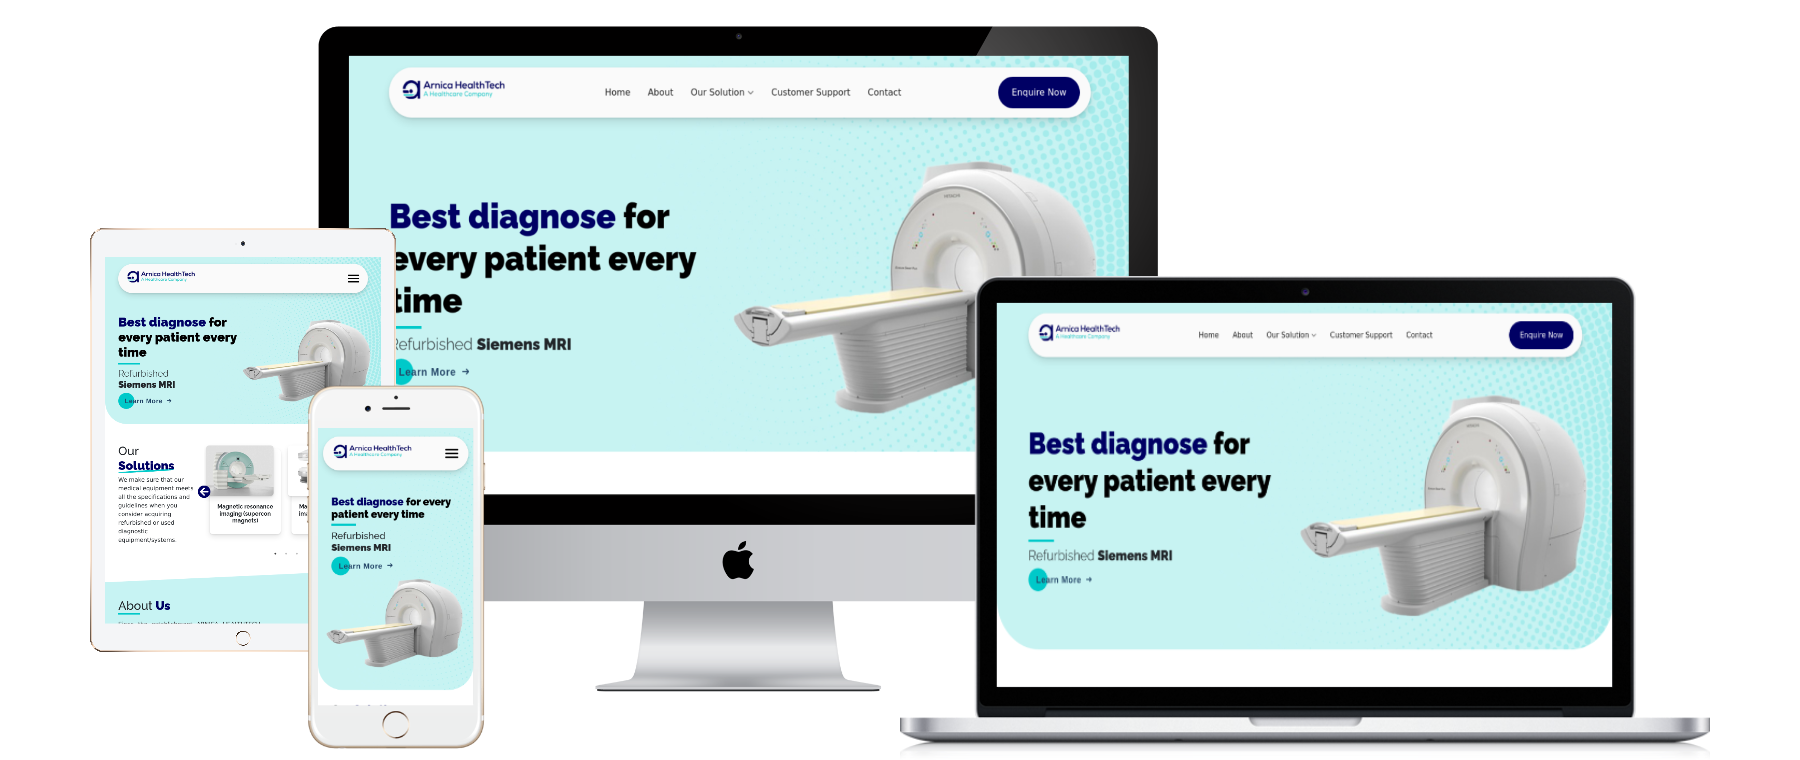 Arnica HealthTech
A Healthcare Company
Home About Our Solution Customer Support Contact
Enquire Now
Best diagnose for
every patient every
time
Refurbished Siemens MRI
Learn More →
Arnica HealthTech
A Healthcare Company
Best diagnose for
every patient every
time
Refurbished
Siemens MRI
Learn More →
Our
Solutions
We make sure that our
medical equipment meets
all the specifications and
guidelines when you
consider acquiring
refurbished or used
diagnostic
equipment/systems.
Magnetic resonance
imaging (supercon
magnets)
About Us
Arnica HealthTech
A Healthcare Company
Best diagnose for every
patient every time
Refurbished
Siemens MRI
Learn More →
Arnica HealthTech
A Healthcare Company
Home About Our Solution Customer Support Contact
Enquire Now
Best diagnose for
every patient every
time
Refurbished Siemens MRI
Learn More →